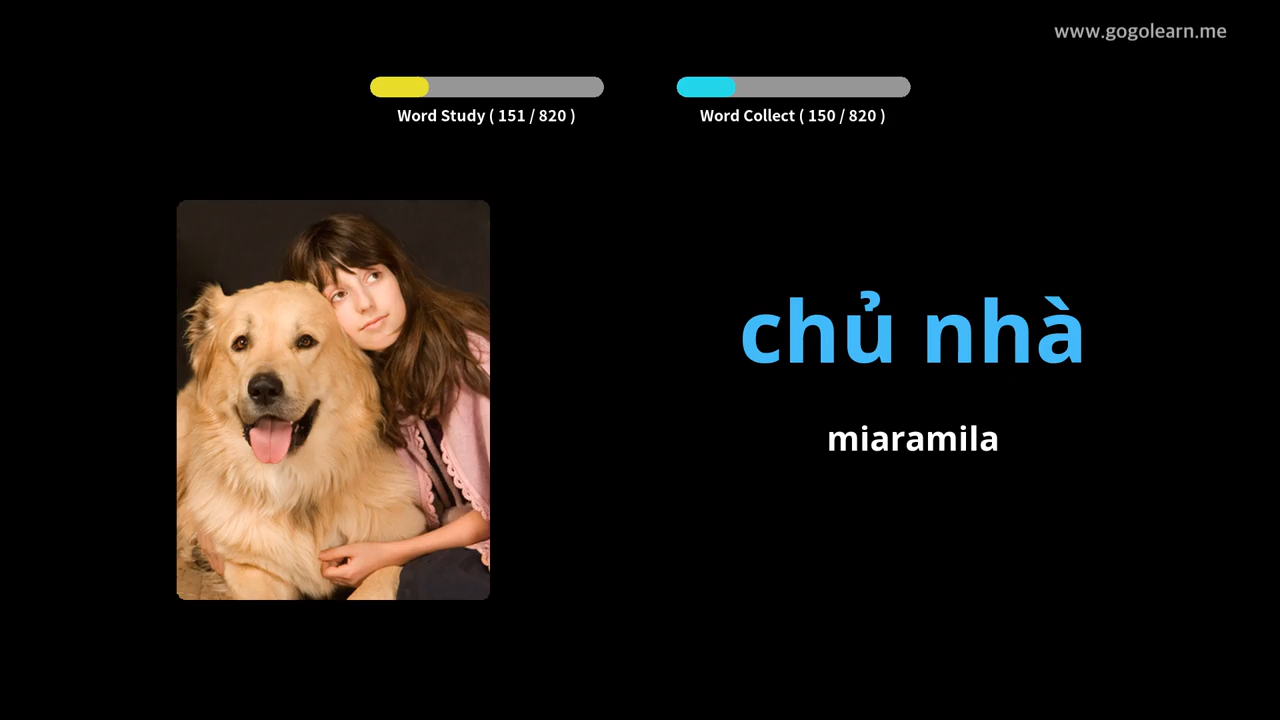 www.gogolearn.me
Word Study ( 151 / 820 )
Word Collect ( 150 / 820 )
chủ nhà
miaramila